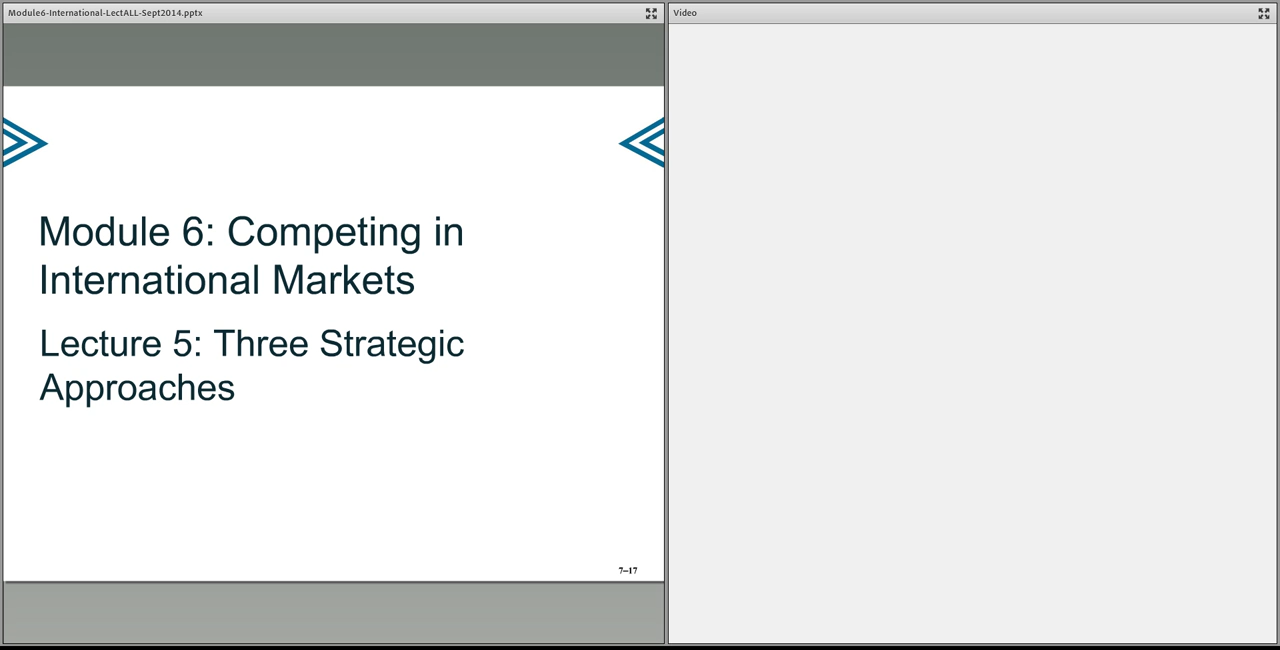 Module6-International-LectALL-Sept2014.pptx
Video
Module 6: Competing in
International Markets
Lecture 5: Three Strategic
Approaches
7–17